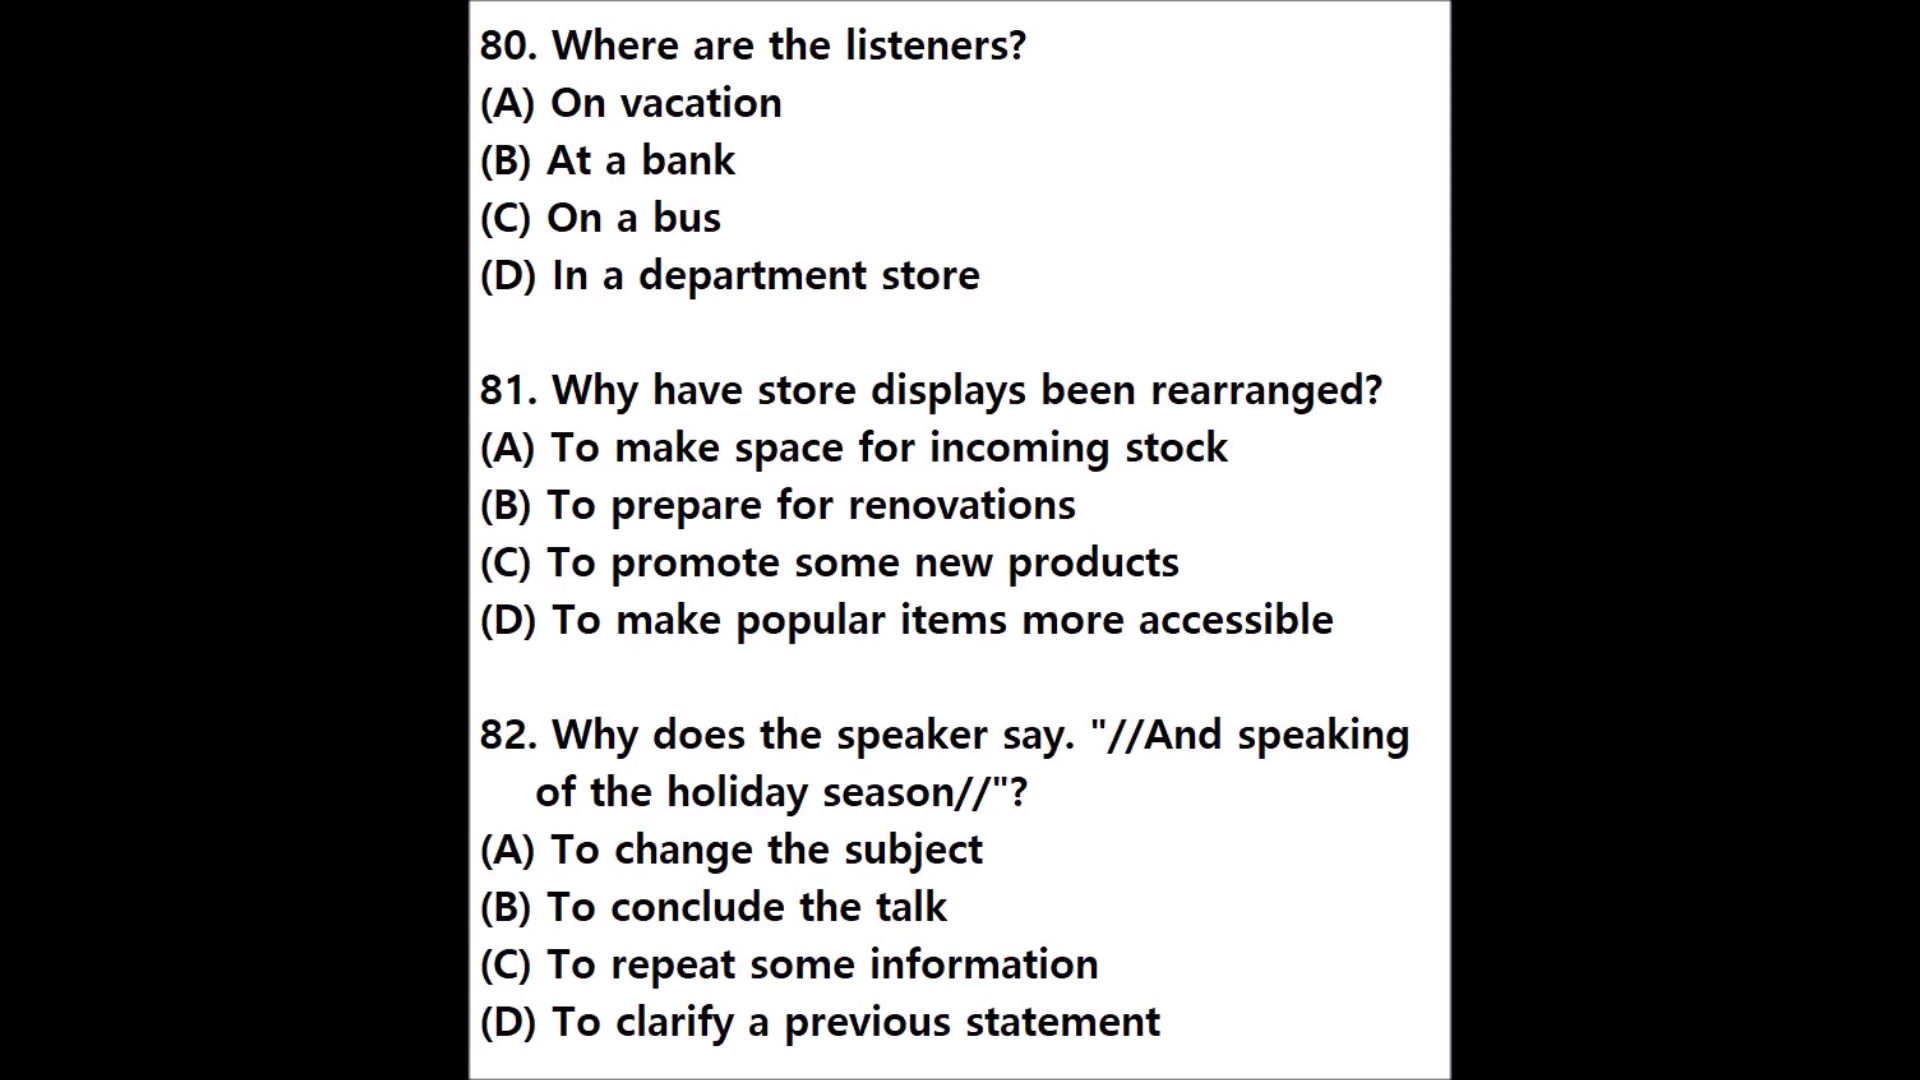 80. Where are the listeners?
(A) On vacation
(B) At a bank
(C) On a bus
(D) In a department store
81. Why have store displays been rearranged?
(A) To make space for incoming stock
(B) To prepare for renovations
(C) To promote some new products
(D) To make popular items more accessible
82. Why does the speaker say. "//And speaking
of the holiday season//"?
(A) To change the subject
(B) To conclude the talk
(C) To repeat some information
(D) To clarify a previous statement